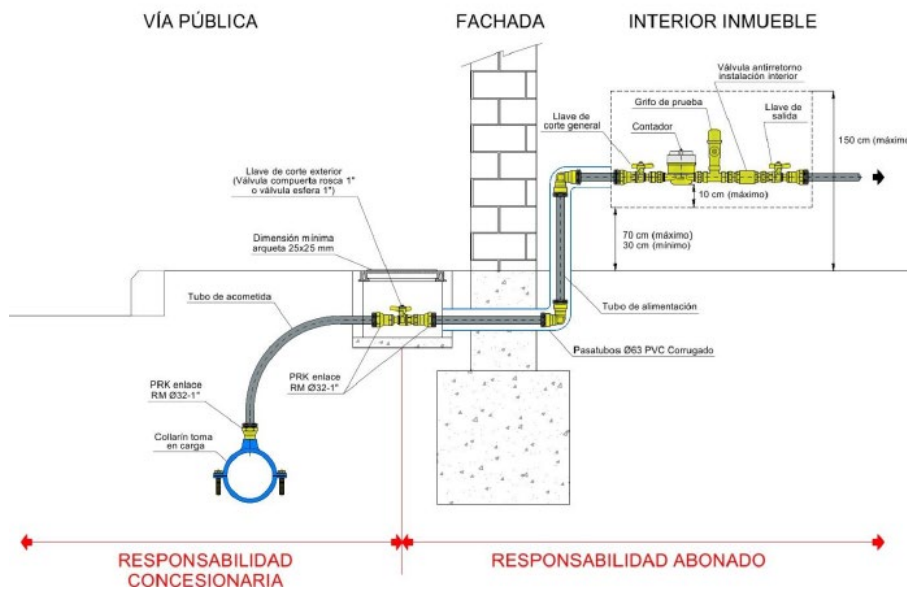 VÍA PÚBLICA
FACHADA
INTERIOR INMUEBLE
Válvula antirretorno
instalación interior
Grifo de prueba
Llave de
salida
Llave de
corte general
Contador
150 cm (máximo)
10 cm (máximo)
Llave de corte exterior
(Válvula compuerta rosca 1"
o válvula esfera 1")
70 cm (máximo)
30 cm (mínimo)
Dimensión mínima
arqueta 25x25 mm
Tubo de acometida
Tubo de alimentación
Pasatubos Ø63 PVC Corrugado
PRK enlace
RM Ø32-1"
PRK enlace
RM Ø32-1"
Collarín toma
en carga
RESPONSABILIDAD
CONCESIONARIA
RESPONSABILIDAD ABONADO